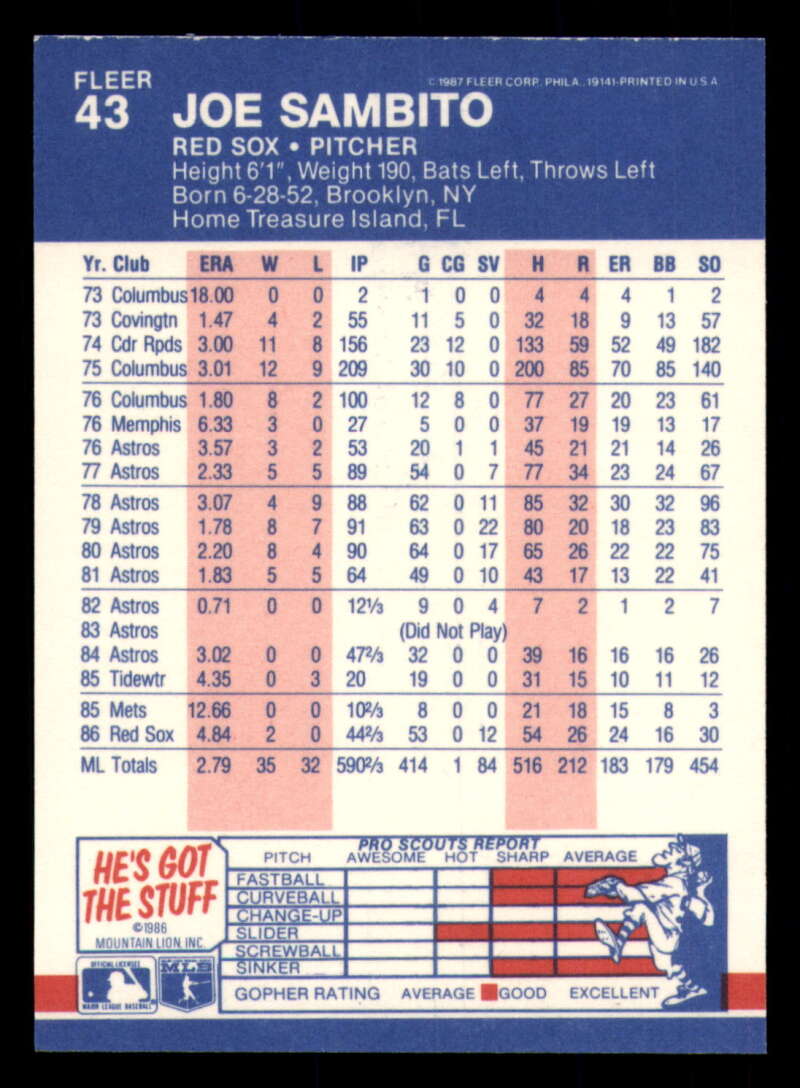 FLEER
© 1987 FLEER CORP. PHILA., 19141-PRINTED IN U.S.A.
43 JOE SAMBITO
RED SOX • PITCHER
Height 6'1", Weight 190, Bats Left, Throws Left
Born 6-28-52, Brooklyn, NY
Home Treasure Island, FL
Yr. Club ERA W L IP G CG SV H R ER BB SO
73 Columbus 18.00 0 0 2 1 0 0 4 4 4 1 2
73 Covingtn 1.47 4 2 55 11 5 0 32 18 9 13 57
74 Cdr Rpds 3.00 11 8 156 23 12 0 133 59 52 49 182
75 Columbus 3.01 12 9 209 30 10 0 200 85 70 85 140
76 Columbus 1.80 8 2 100 12 8 0 77 27 20 23 61
76 Memphis 6.33 3 0 27 5 0 0 37 19 19 13 17
76 Astros 3.57 3 2 53 20 1 1 45 21 21 14 26
77 Astros 2.33 5 5 89 54 0 7 77 34 23 24 67
78 Astros 3.07 4 9 88 62 0 11 85 32 30 32 96
79 Astros 1.78 8 7 91 63 0 22 80 20 18 23 83
80 Astros 2.20 8 4 90 64 0 17 65 26 22 22 75
81 Astros 1.83 5 5 64 49 0 10 43 17 13 22 41
82 Astros 0.71 0 0 12⅓ 9 0 4 7 2 1 2 7
83 Astros (Did Not Play)
84 Astros 3.02 0 0 47⅔ 32 0 0 39 16 16 16 26
85 Tidewtr 4.35 0 3 20 19 0 0 31 15 10 11 12
85 Mets 12.66 0 0 10⅔ 8 0 0 21 18 15 8 3
86 Red Sox 4.84 2 0 44⅔ 53 0 12 54 26 24 16 30
ML Totals 2.79 35 32 590⅔ 414 1 84 516 212 183 179 454
HE'S GOT
THE STUFF
©1986
MOUNTAIN LION, INC.
OFFICIAL LICENSEE
MAJOR LEAGUE BASEBALL
MLB
PRO SCOUTS REPORT
PITCH AWESOME HOT SHARP AVERAGE
FASTBALL
CURVEBALL
CHANGE-UP
SLIDER
SCREWBALL
SINKER
GOPHER RATING AVERAGE GOOD EXCELLENT